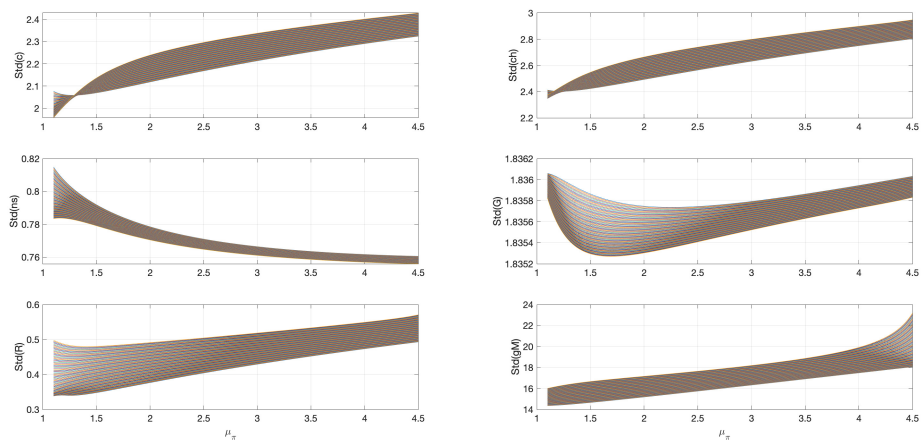 2.4
2.3
2.2
2.1
2
Std(c)
1 1.5 2 2.5 3 3.5 4 4.5
3
2.8
2.6
2.4
2.2
Std(ch)
1 1.5 2 2.5 3 3.5 4 4.5
0.82
0.8
0.78
0.76
Std(ns)
1 1.5 2 2.5 3 3.5 4 4.5
1.8362
1.836
1.8358
1.8356
1.8354
1.8352
Std(G)
1 1.5 2 2.5 3 3.5 4 4.5
0.6
0.5
0.4
0.3
Std(R)
1 1.5 2 2.5 3 3.5 4 4.5
μ_π
24
22
20
18
16
14
Std(gM)
1 1.5 2 2.5 3 3.5 4 4.5
μ_π